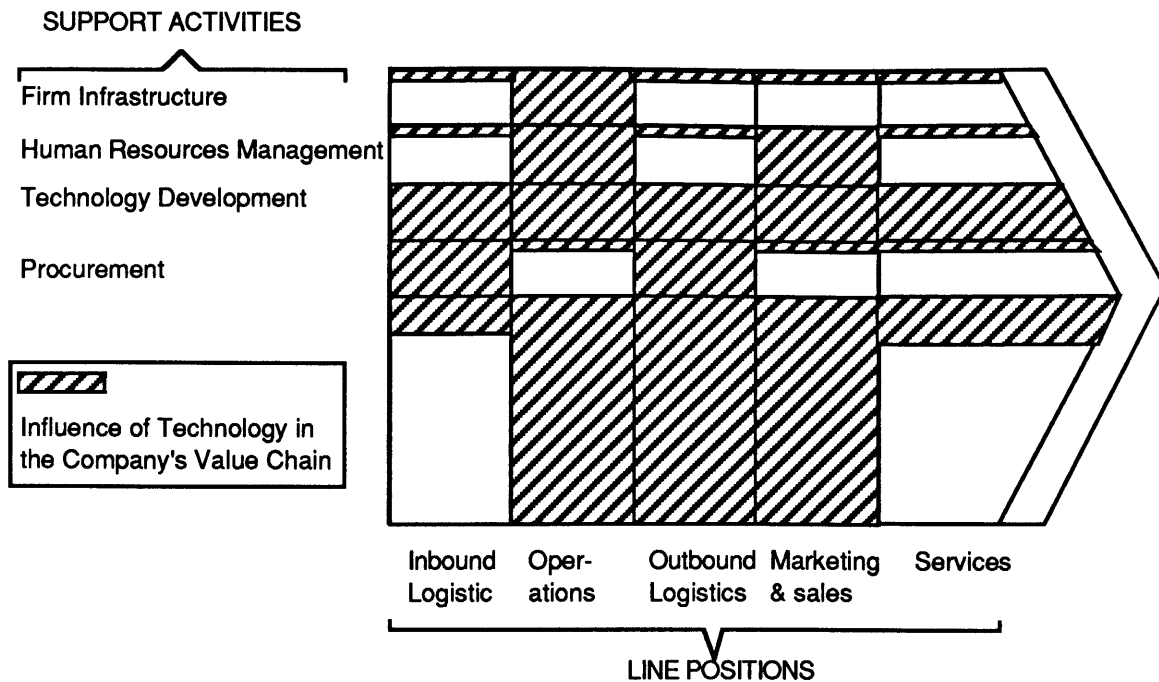 SUPPORT ACTIVITIES
Firm Infrastructure
Human Resources Management
Technology Development
Procurement
Influence of Technology in
the Company's Value Chain
Inbound
Logistic
Oper-
ations
Outbound
Logistics
Marketing
& sales
Services
LINE POSITIONS